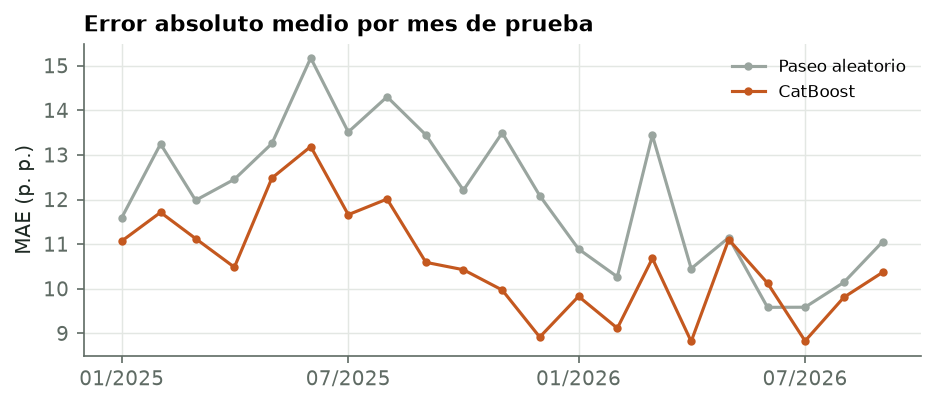 Error absoluto medio por mes de prueba
Paseo aleatorio
CatBoost
MAE (p. p.)
15
14
13
12
11
10
9
01/2025
07/2025
01/2026
07/2026